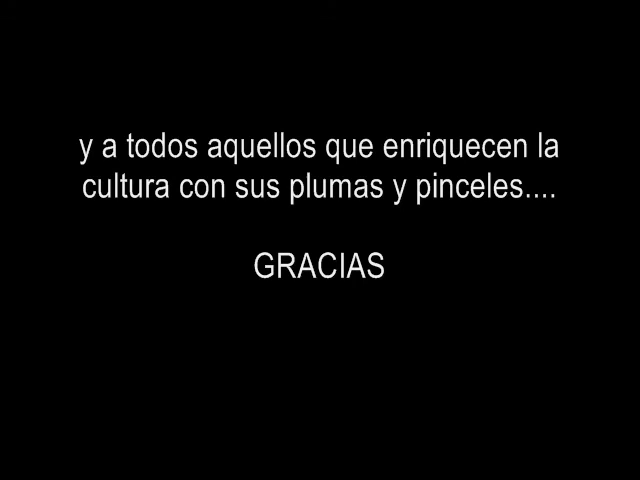 y a todos aquellos que enriquecen la
cultura con sus plumas y pinceles....
GRACIAS